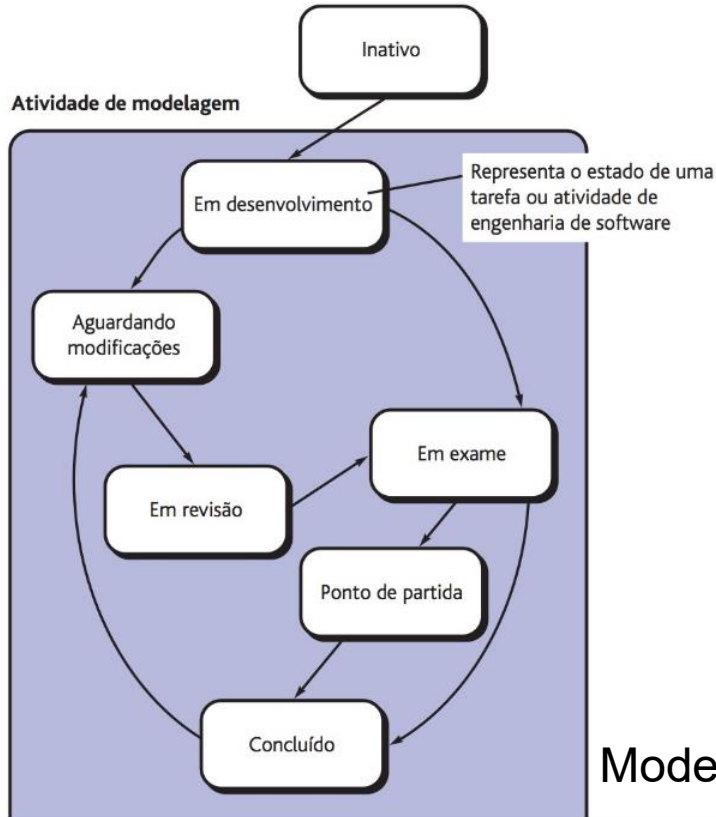 Inativo
Atividade de modelagem
Em desenvolvimento
Representa o estado de uma
tarefa ou atividade de
engenharia de software
Aguardando
modificações
Em exame
Em revisão
Ponto de partida
Concluído
Mode